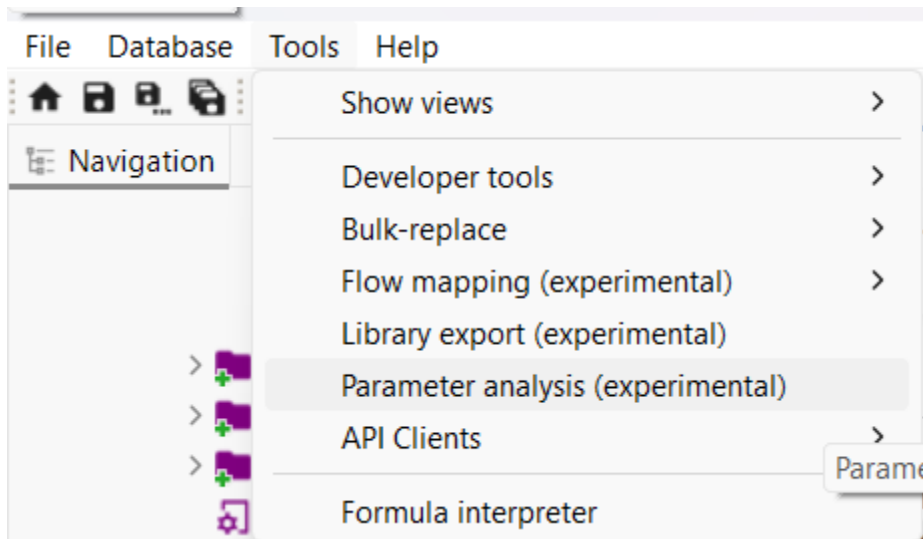 File Database Tools Help
Show views
Navigation
Developer tools
Bulk-replace
Flow mapping (experimental)
Library export (experimental)
Parameter analysis (experimental)
API Clients
Formula interpreter